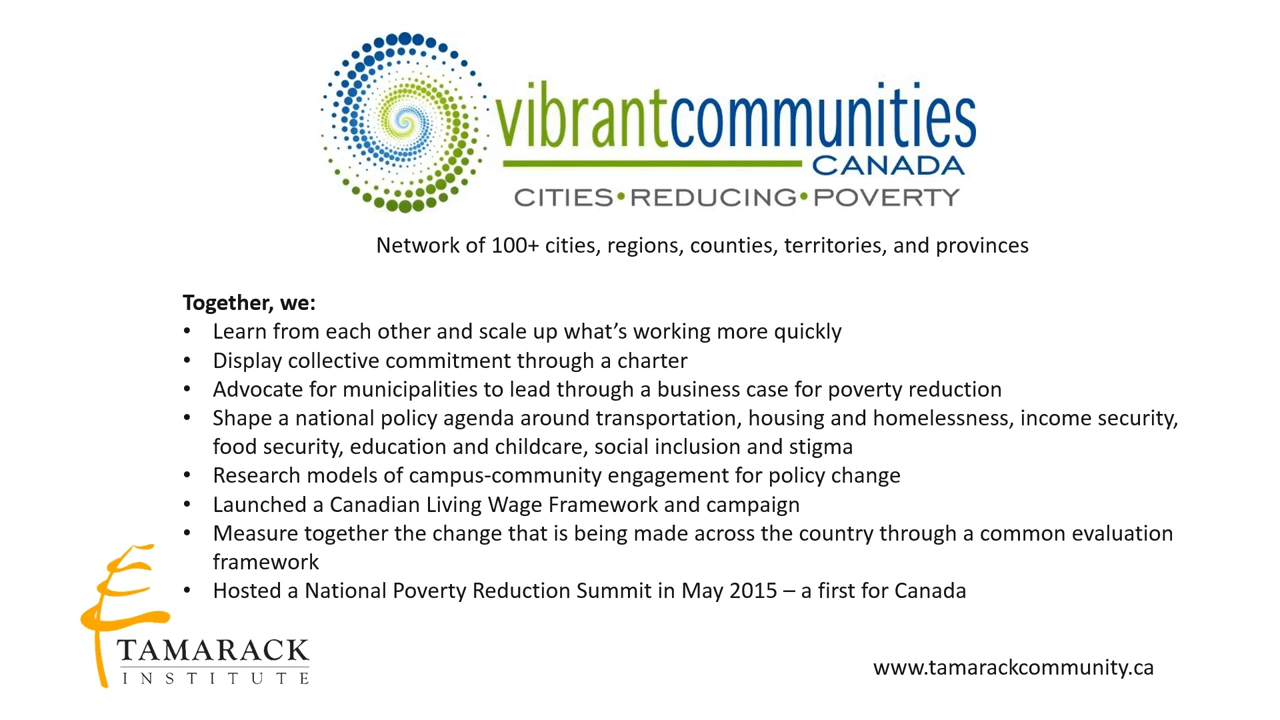 vibrantcommunities
CANADA
CITIES•REDUCING•POVERTY
Network of 100+ cities, regions, counties, territories, and provinces
Together, we:
• Learn from each other and scale up what’s working more quickly
• Display collective commitment through a charter
• Advocate for municipalities to lead through a business case for poverty reduction
• Shape a national policy agenda around transportation, housing and homelessness, income security,
food security, education and childcare, social inclusion and stigma
• Research models of campus-community engagement for policy change
• Launched a Canadian Living Wage Framework and campaign
• Measure together the change that is being made across the country through a common evaluation
framework
• Hosted a National Poverty Reduction Summit in May 2015 – a first for Canada
TAMARACK
INSTITUTE
www.tamarackcommunity.ca